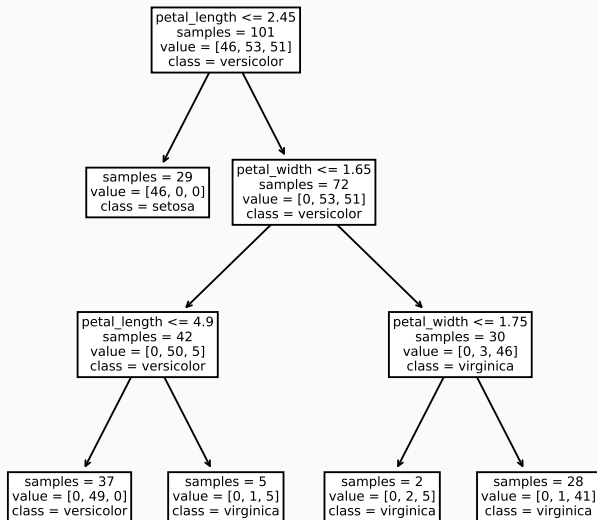 petal_length <= 2.45
samples = 101
value = [46, 53, 51]
class = versicolor
samples = 29
value = [46, 0, 0]
class = setosa
petal_width <= 1.65
samples = 72
value = [0, 53, 51]
class = versicolor
petal_length <= 4.9
samples = 42
value = [0, 50, 5]
class = versicolor
petal_width <= 1.75
samples = 30
value = [0, 3, 46]
class = virginica
samples = 37
value = [0, 49, 0]
class = versicolor
samples = 5
value = [0, 1, 5]
class = virginica
samples = 2
value = [0, 2, 5]
class = virginica
samples = 28
value = [0, 1, 41]
class = virginica